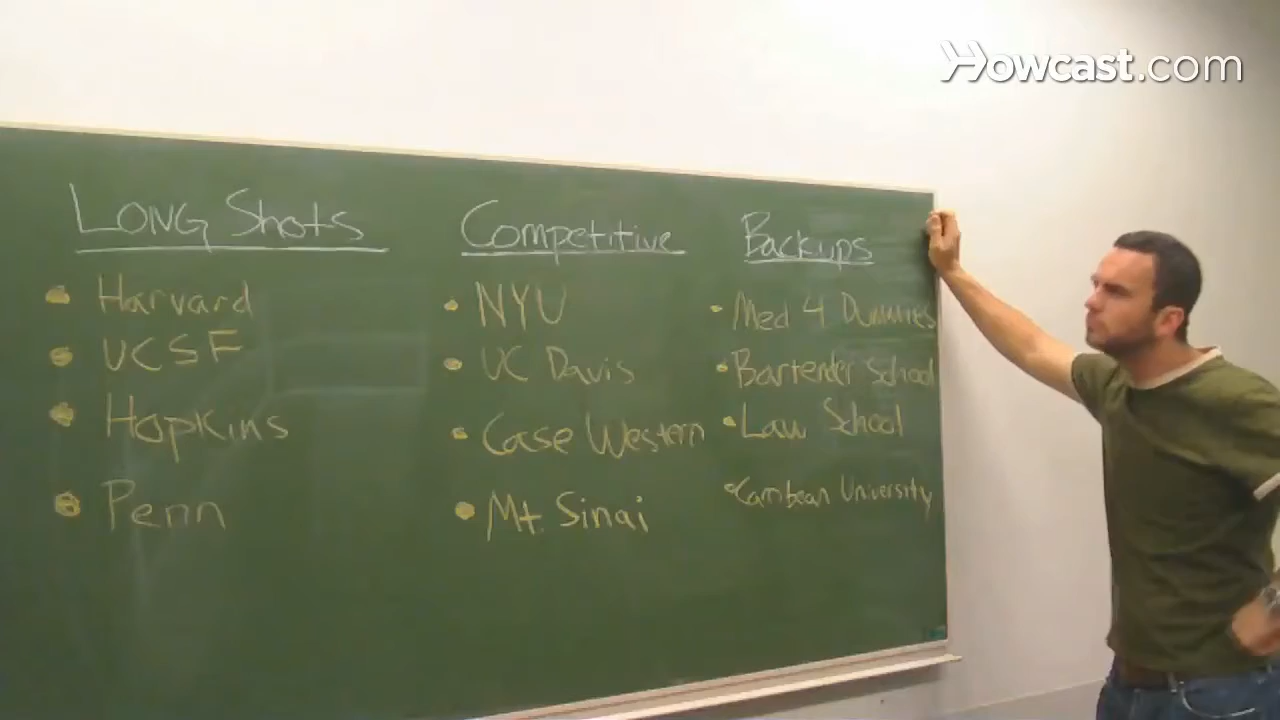 Howcast.com
LONG Shots
Harvard
UCSF
Hopkins
Penn
Competitive
NYU
UC Davis
Case Western
Mt. Sinai
Backups
Med 4 Dummies
Bartender School
Law School
Carribean University